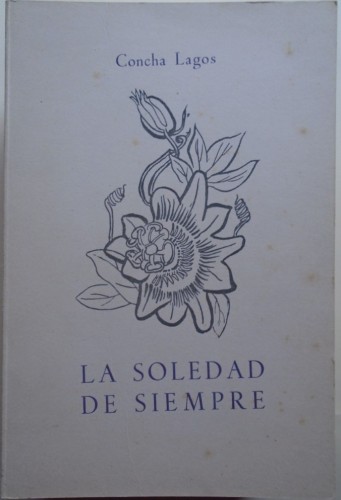 Concha Lagos
LA SOLEDAD
DE SIEMPRE